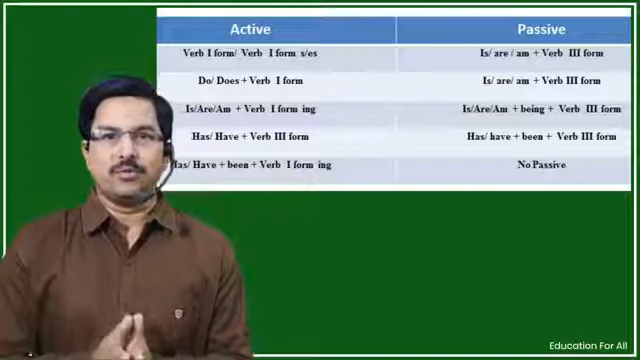 Active Passive
Verb I form/ Verb I form s/es Is/ are / am + Verb III form
Do/ Does + Verb I form Is/ are/ am + Verb III form
Is/Are/Am + Verb I form ing Is/Are/Am + being + Verb III form
Has/ Have + Verb III form Has/ have + been + Verb III form
Has/ Have + been + Verb I form ing No Passive
Education For All